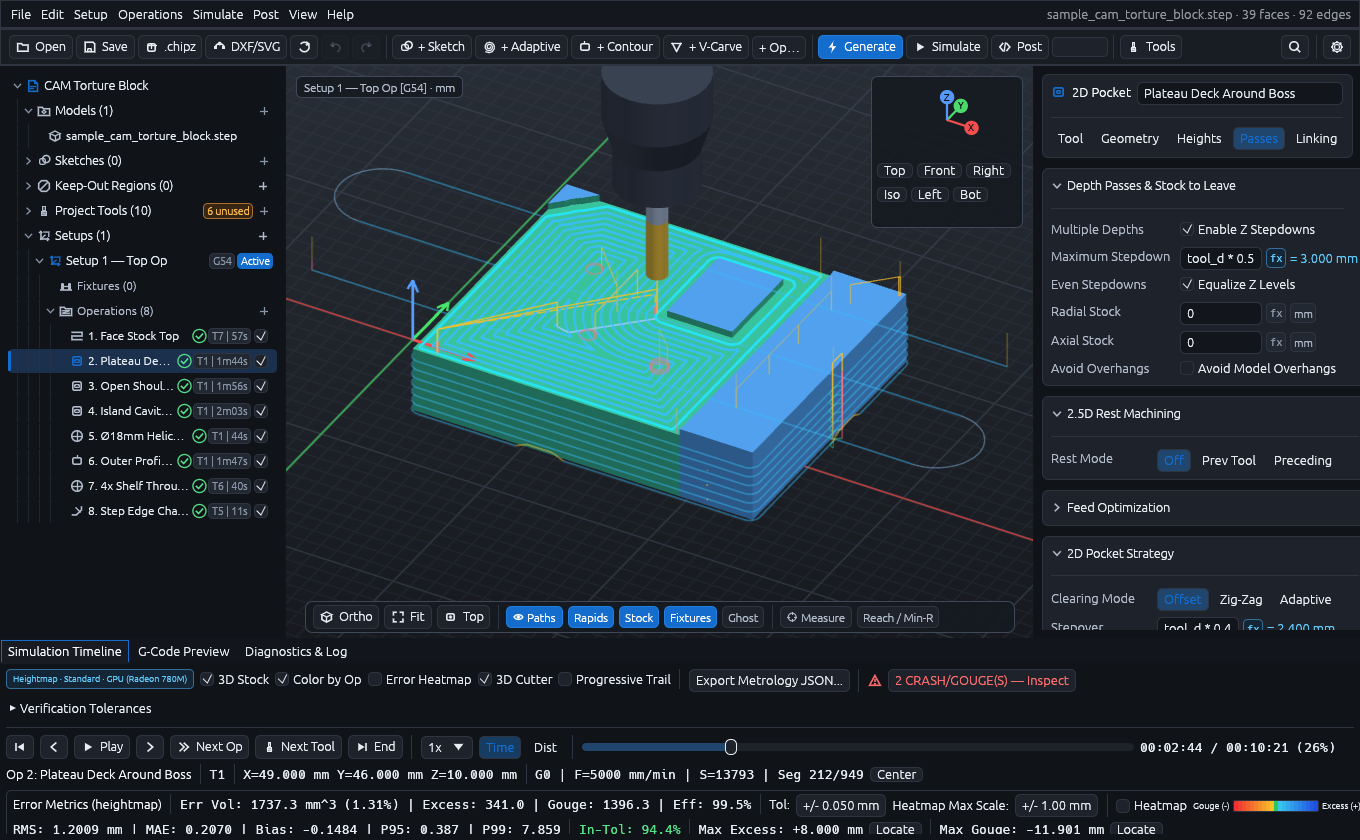 File Edit Setup Operations Simulate Post View Help sample_cam_torture_block.step · 39 faces · 92 edges
Open Save .chipz DXF/SVG + Sketch + Adaptive + Contour + V-Carve + Op… Generate Simulate Post Tools
CAM Torture Block
Models (1) +
sample_cam_torture_block.step
Sketches (0) +
Keep-Out Regions (0) +
Project Tools (10) 6 unused +
Setups (1) +
Setup 1 — Top Op G54 Active
Fixtures (0)
Operations (8) +
1. Face Stock Top T7 | 57s
2. Plateau De… T1 | 1m44s
3. Open Shoul… T1 | 1m56s
4. Island Cavit… T1 | 2m03s
5. Ø18mm Helic… T1 | 44s
6. Outer Profi… T1 | 1m47s
7. 4x Shelf Throu… T6 | 40s
8. Step Edge Cha… T5 | 11s
Setup 1 — Top Op [G54] · mm
Z Y X
Top Front Right
Iso Left Bot
Ortho Fit Top Paths Rapids Stock Fixtures Ghost Measure Reach / Min-R
2D Pocket Plateau Deck Around Boss
Tool Geometry Heights Passes Linking
Depth Passes & Stock to Leave
Multiple Depths Enable Z Stepdowns
Maximum Stepdown tool_d * 0.5 fx = 3.000 mm
Even Stepdowns Equalize Z Levels
Radial Stock 0 fx mm
Axial Stock 0 fx mm
Avoid Overhangs Avoid Model Overhangs
2.5D Rest Machining
Rest Mode Off Prev Tool Preceding
Feed Optimization
2D Pocket Strategy
Clearing Mode Offset Zig-Zag Adaptive
Stepover tool_d * 0.4 fx = 2.400 mm
Simulation Timeline G-Code Preview Diagnostics & Log
Heightmap · Standard · GPU (Radeon 780M) 3D Stock Color by Op Error Heatmap 3D Cutter Progressive Trail Export Metrology JSON… 2 CRASH/GOUGE(S) — Inspect
Verification Tolerances
Play Next Op Next Tool End 1x Time Dist 00:02:44 / 00:10:21 (26%)
Op 2: Plateau Deck Around Boss T1 X=49.000 mm Y=46.000 mm Z=10.000 mm G0 | F=5000 mm/min | S=13793 | Seg 212/949 Center
Error Metrics (heightmap) Err Vol: 1737.3 mm^3 (1.31%) | Excess: 341.0 | Gouge: 1396.3 | Eff: 99.5% Tol: +/- 0.050 mm Heatmap Max Scale: +/- 1.00 mm Heatmap Gouge (-) Excess (+)
RMS: 1.2009 mm | MAE: 0.2070 | Bias: -0.1484 | P95: 0.387 | P99: 7.859 In-Tol: 94.4% Max Excess: +8.000 mm Locate Max Gouge: -11.901 mm Locate